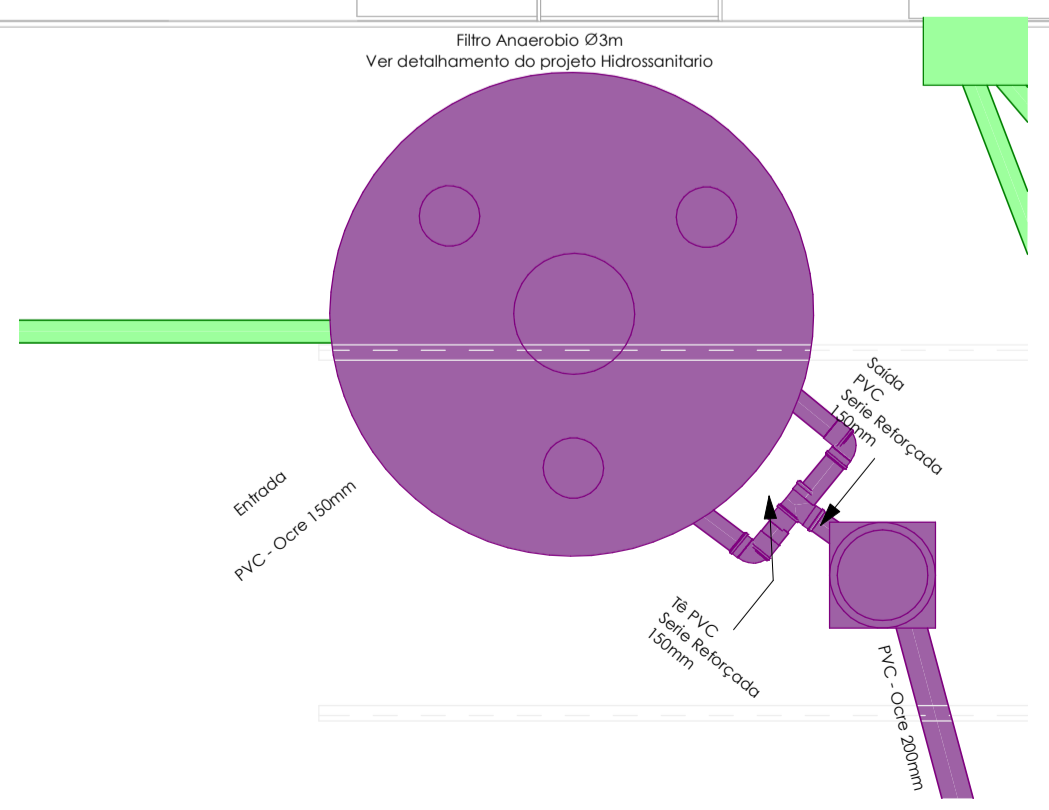 Filtro Anaerobio Ø3m
Ver detalhamento do projeto Hidrossanitario
Saída
PVC
Serie Reforçada
150mm
Entrada
PVC - Ocre 150mm
Tê PVC
Serie Reforçada
150mm
PVC - Ocre 200mm